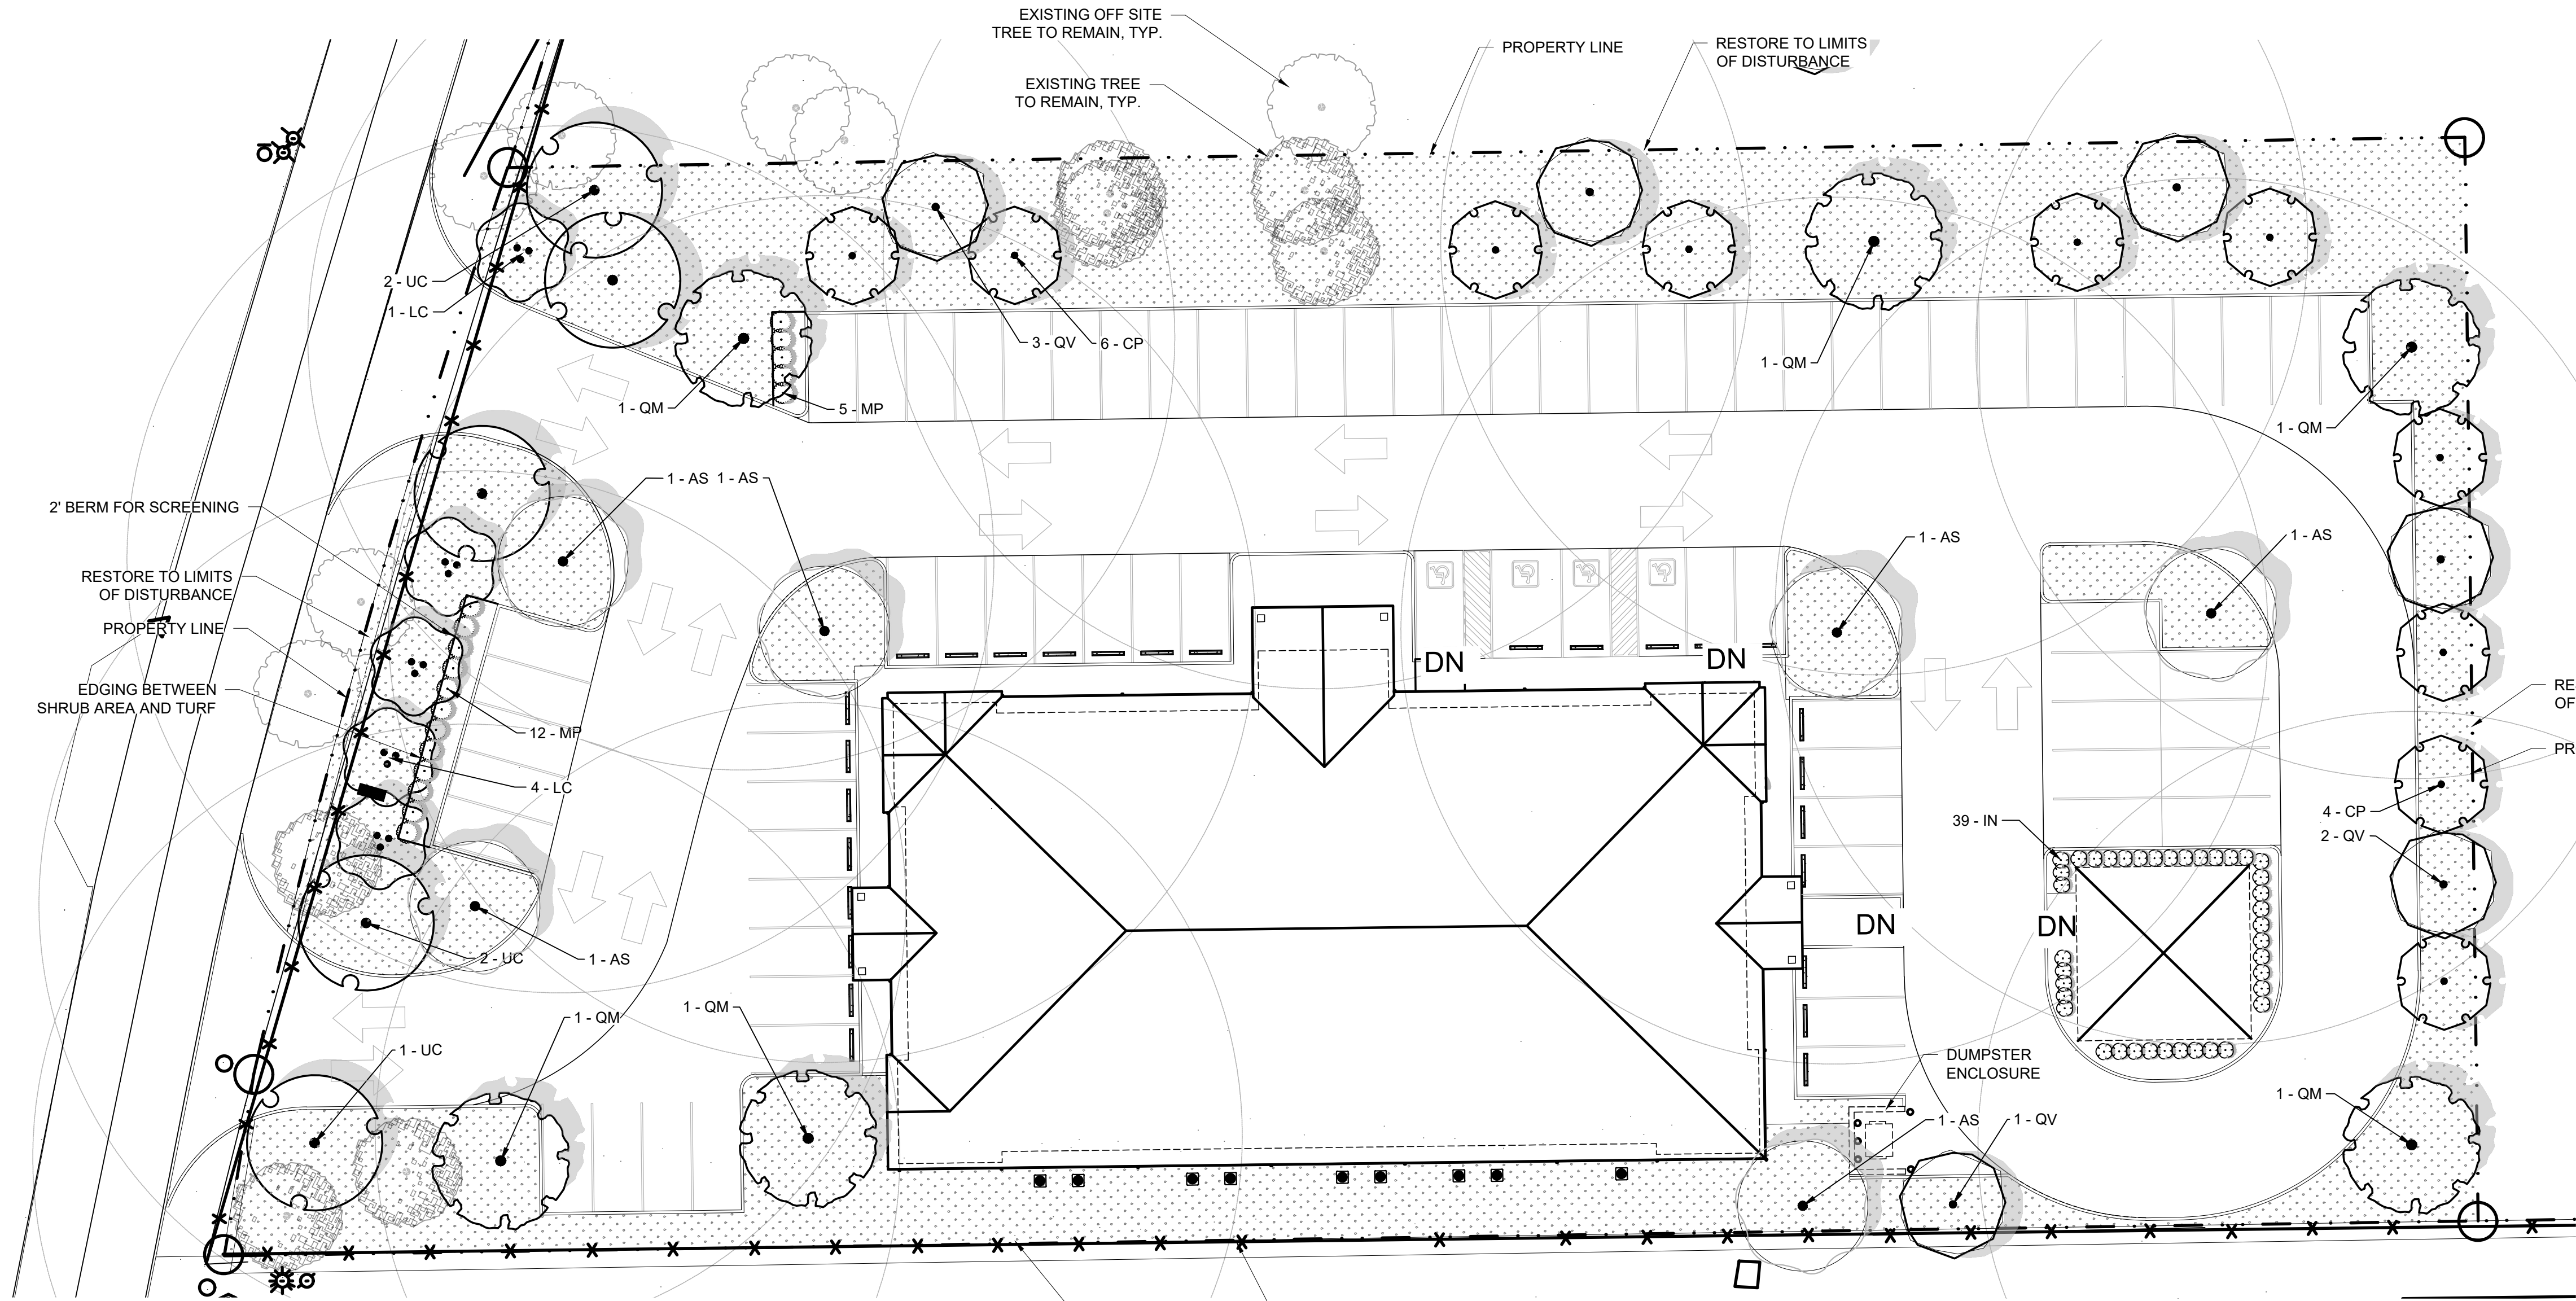 EXISTING OFF SITE
TREE TO REMAIN, TYP.
PROPERTY LINE
RESTORE TO LIMITS
OF DISTURBANCE
EXISTING TREE
TO REMAIN, TYP.
2 - UC
1 - LC
3 - QV
6 - CP
1 - QM
1 - QM
5 - MP
1 - QM
1 - AS
1 - AS
2' BERM FOR SCREENING
1 - AS
1 - AS
RESTORE TO LIMITS
OF DISTURBANCE
PROPERTY LINE
DN
DN
EDGING BETWEEN
SHRUB AREA AND TURF
RE
OF
12 - MP
PR
4 - LC
4 - CP
39 - IN
2 - QV
DN
DN
2 - UC
1 - AS
1 - QM
1 - QM
1 - UC
DUMPSTER
ENCLOSURE
1 - QM
1 - AS
1 - QV